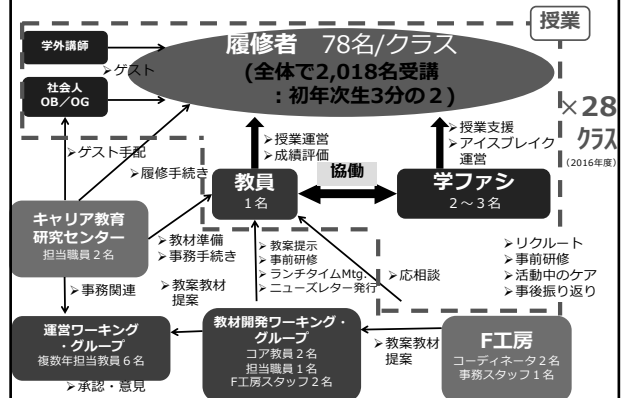 授業
学外講師
➢ゲスト
社会人
OB／OG
履修者　78名/クラス
(全体で2,018名受講
：初年次生3分の２)
×28
クラス
(2016年度)
➢ゲスト手配
➢履修手続き
➢授業運営
➢成績評価
➢授業支援
➢アイスブレイク
運営
教員
1名
協働
学ファシ
2～3名
キャリア教育
研究センター
担当職員２名
➢教材準備
➢事務手続き
➢教案提示
➢事前研修
➢ランチタイムMtg.
➢ニューズレター発行
➢応相談
➢リクルート
➢事前研修
➢活動中のケア
➢事後振り返り
➢事務関連
➢教案教材
提案
運営ワーキング
・グループ
複数年担当教員６名
➢承認・意見
教材開発ワーキング・
グループ
コア教員２名
担当職員１名
F工房スタッフ２名
➢教案教材
提案
F工房
コーディネータ２名
事務スタッフ１名